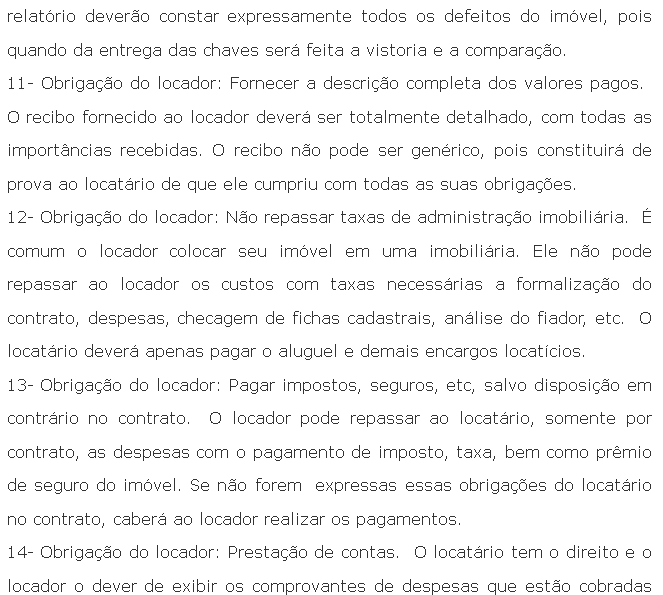 relatório deverão constar expressamente todos os defeitos do imóvel, pois
quando da entrega das chaves será feita a vistoria e a comparação.
11- Obrigação do locador: Fornecer a descrição completa dos valores pagos.
O recibo fornecido ao locador deverá ser totalmente detalhado, com todas as
importâncias recebidas. O recibo não pode ser genérico, pois constituirá de
prova ao locatário de que ele cumpriu com todas as suas obrigações.
12- Obrigação do locador: Não repassar taxas de administração imobiliária. É
comum o locador colocar seu imóvel em uma imobiliária. Ele não pode
repassar ao locador os custos com taxas necessárias a formalização do
contrato, despesas, checagem de fichas cadastrais, análise do fiador, etc. O
locatário deverá apenas pagar o aluguel e demais encargos locatícios.
13- Obrigação do locador: Pagar impostos, seguros, etc, salvo disposição em
contrário no contrato. O locador pode repassar ao locatário, somente por
contrato, as despesas com o pagamento de imposto, taxa, bem como prêmio
de seguro do imóvel. Se não forem expressas essas obrigações do locatário
no contrato, caberá ao locador realizar os pagamentos.
14- Obrigação do locador: Prestação de contas. O locatário tem o direito e o
locador o dever de exibir os comprovantes de despesas que estão cobradas